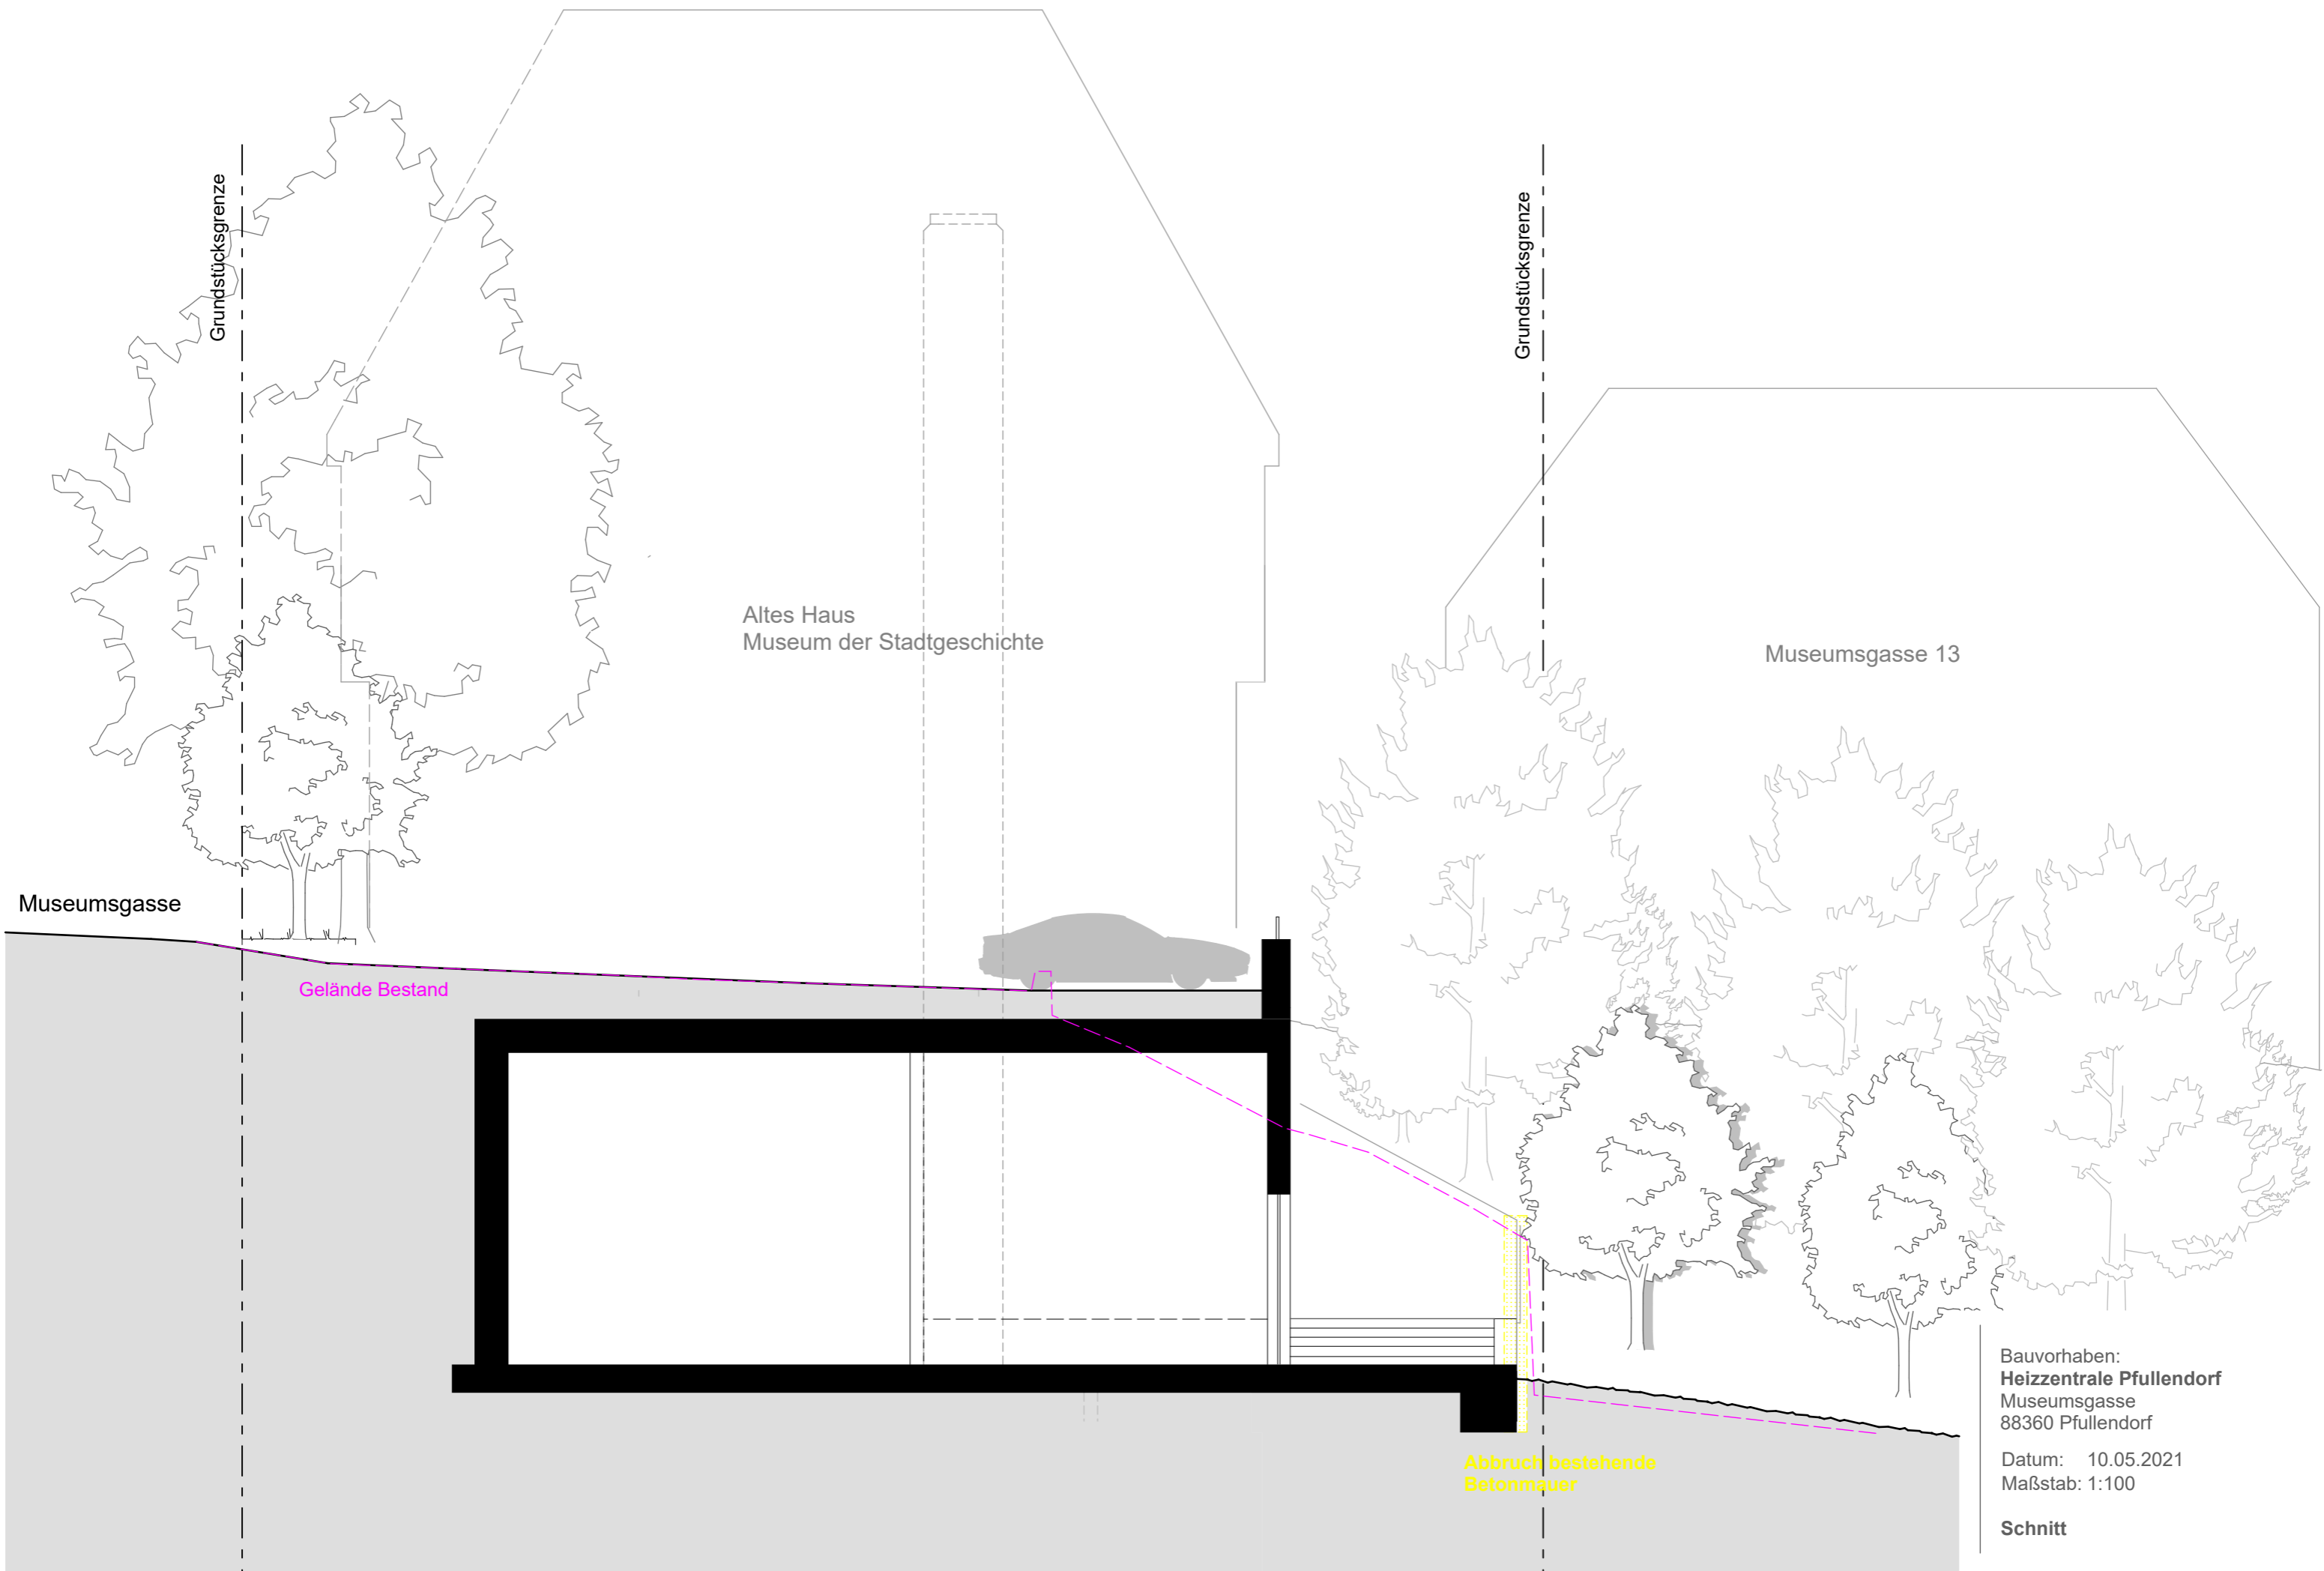 Grundstücksgrenze
Grundstücksgrenze
Altes Haus
Museum der Stadtgeschichte
Museumsgasse 13
Museumsgasse
Gelände Bestand
Abbruch bestehende
Betonmauer
Bauvorhaben:
Heizzentrale Pfullendorf
Museumsgasse
88360 Pfullendorf
Datum: 10.05.2021
Maßstab: 1:100
Schnitt